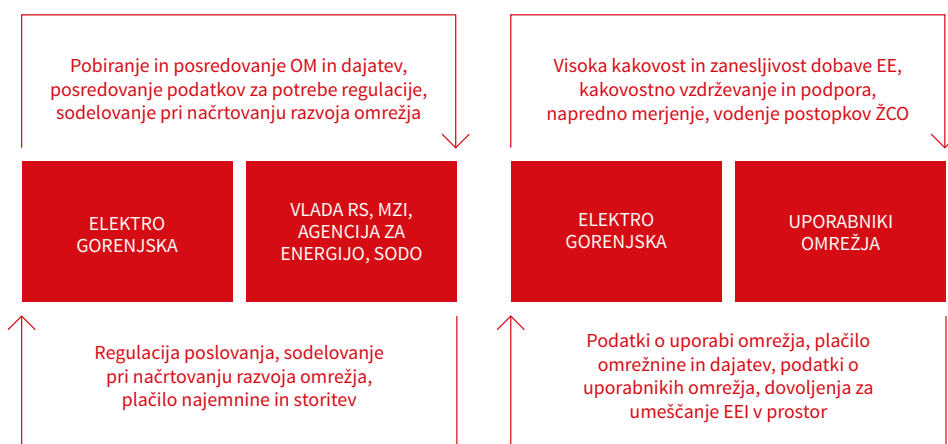 Pobiranje in posredovanje OM in dajatev,
posredovanje podatkov za potrebe regulacije,
sodelovanje pri načrtovanju razvoja omrežja
ELEKTRO
GORENJSKA
VLADA RS, MZI,
AGENCIJA ZA
ENERGIJO, SODO
Regulacija poslovanja, sodelovanje
pri načrtovanju razvoja omrežja,
plačilo najemnine in storitev
Visoka kakovost in zanesljivost dobave EE,
kakovostno vzdrževanje in podpora,
napredno merjenje, vodenje postopkov ŽCO
ELEKTRO
GORENJSKA
UPORABNIKI
OMREŽJA
Podatki o uporabi omrežja, plačilo
omrežnine in dajatev, podatki o
uporabnikih omrežja, dovoljenja za
umeščanje EEI v prostor